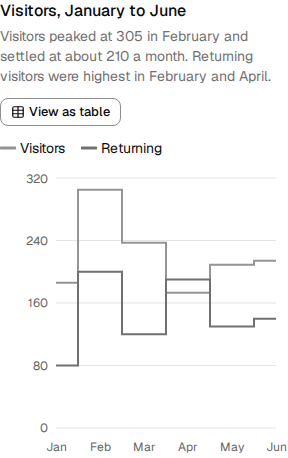 Visitors, January to June
Visitors peaked at 305 in February and
settled at about 210 a month. Returning
visitors were highest in February and April.
View as table
Visitors Returning
320
240
160
80
0
Jan Feb Mar Apr May Jun